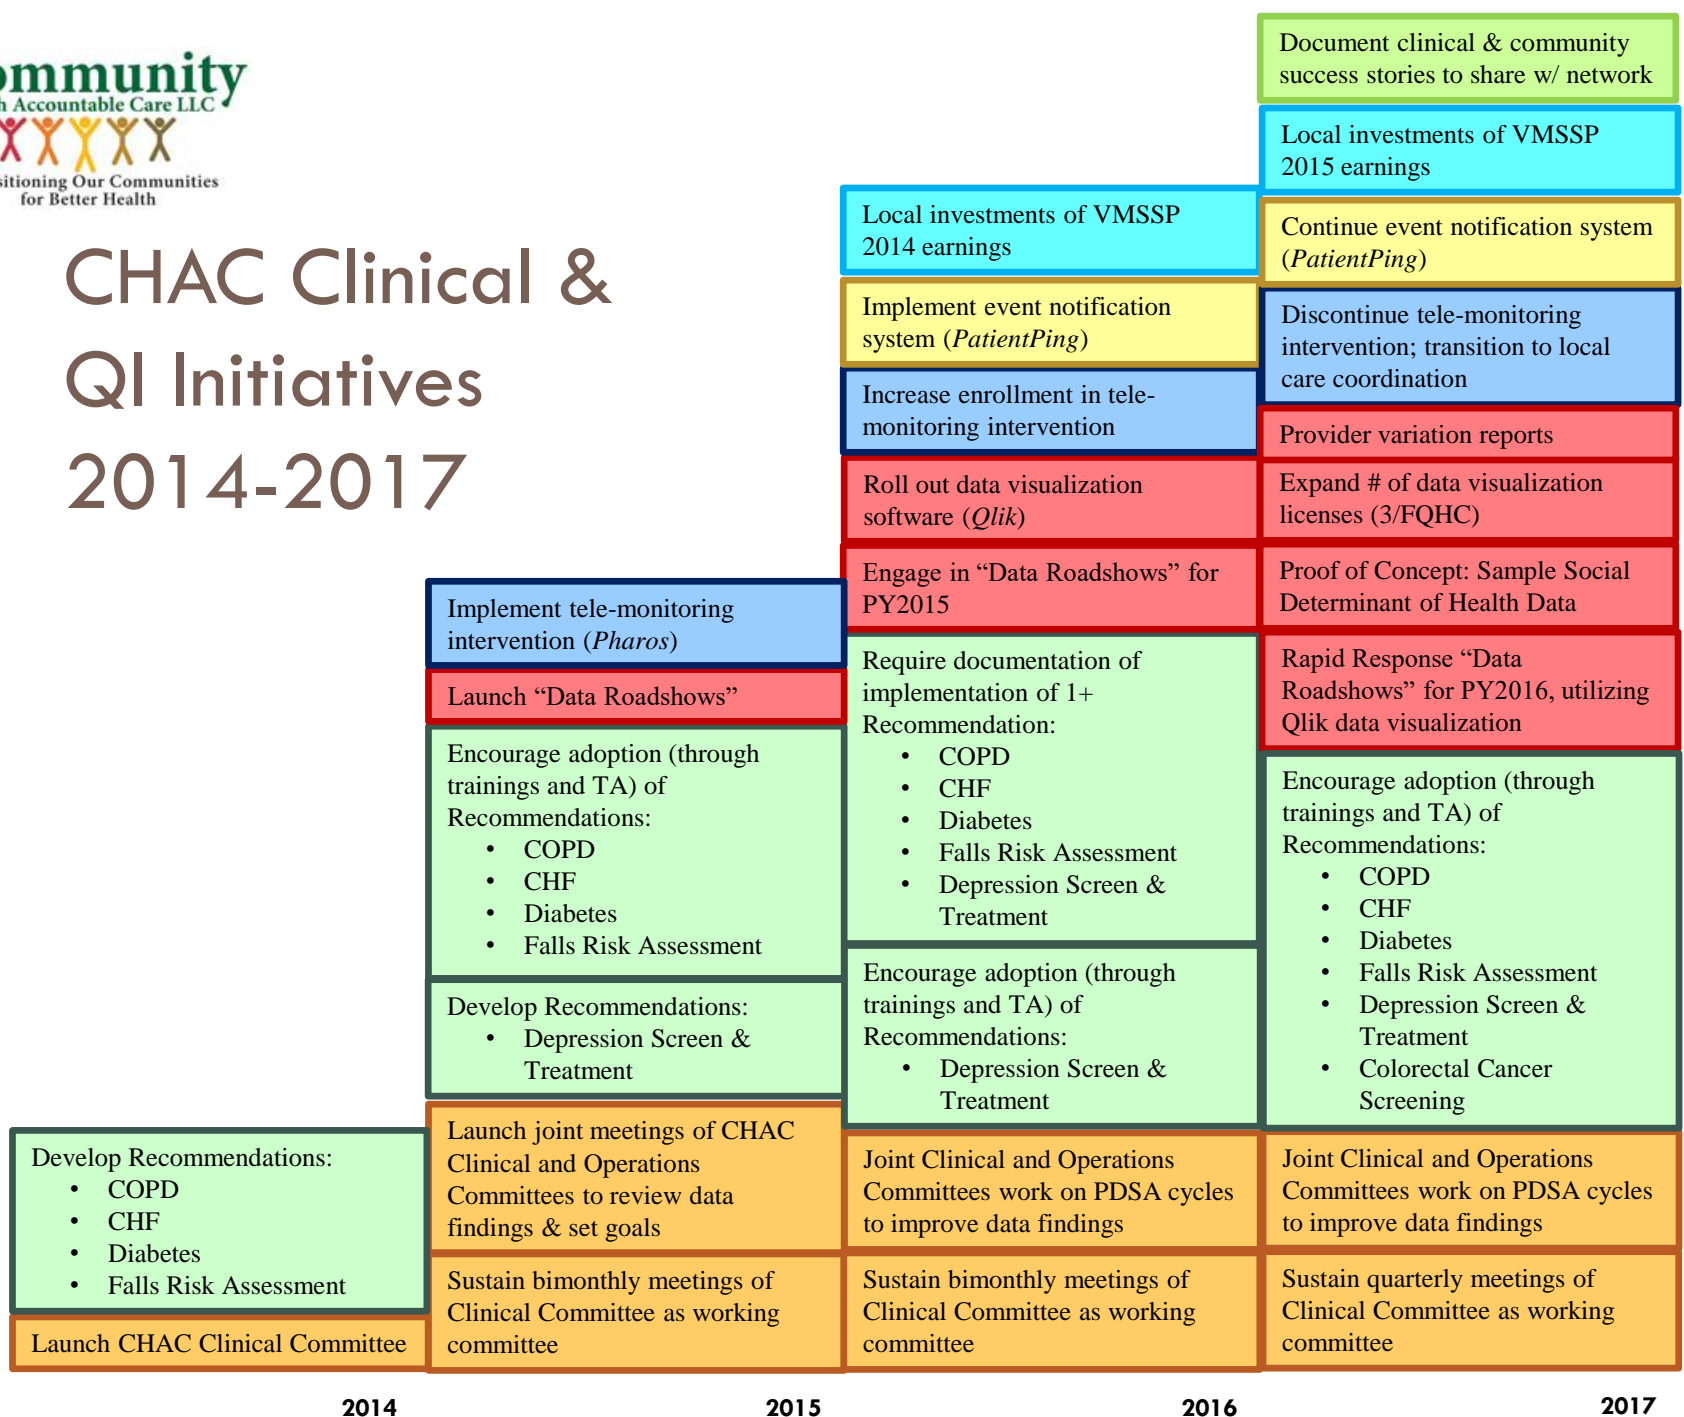 Community
Accountable Care LLC
Our Communities
for Better Health
CHAC Clinical &
QI Initiatives
2014-2017
Develop Recommendations:
• COPD
• CHF
• Diabetes
• Falls Risk Assessment
Launch CHAC Clinical Committee
2014
Implement tele-monitoring
intervention (Pharos)
Launch “Data Roadshows”
Encourage adoption (through
trainings and TA) of
Recommendations:
• COPD
• CHF
• Diabetes
• Falls Risk Assessment
Develop Recommendations:
• Depression Screen &
Treatment
Launch joint meetings of CHAC
Clinical and Operations
Committees to review data
findings & set goals
Sustain bimonthly meetings of
Clinical Committee as working
committee
2015
Local investments of VMSSP
2014 earnings
Implement event notification
system (PatientPing)
Increase enrollment in tele-
monitoring intervention
Roll out data visualization
software (Qlik)
Engage in “Data Roadshows” for
PY2015
Require documentation of
implementation of 1+
Recommendation:
• COPD
• CHF
• Diabetes
• Falls Risk Assessment
• Depression Screen &
Treatment
Encourage adoption (through
trainings and TA) of
Recommendations:
• Depression Screen &
Treatment
Joint Clinical and Operations
Committees work on PDSA cycles
to improve data findings
Sustain bimonthly meetings of
Clinical Committee as working
committee
2016
Document clinical & community
success stories to share w/ network
Local investments of VMSSP
2015 earnings
Continue event notification system
(PatientPing)
Discontinue tele-monitoring
intervention; transition to local
care coordination
Provider variation reports
Expand # of data visualization
licenses (3/FQHC)
Proof of Concept: Sample Social
Determinant of Health Data
Rapid Response “Data
Roadshows” for PY2016, utilizing
Qlik data visualization
Encourage adoption (through
trainings and TA) of
Recommendations:
• COPD
• CHF
• Diabetes
• Falls Risk Assessment
• Depression Screen &
Treatment
• Colorectal Cancer
Screening
Joint Clinical and Operations
Committees work on PDSA cycles
to improve data findings
Sustain quarterly meetings of
Clinical Committee as working
committee
2017